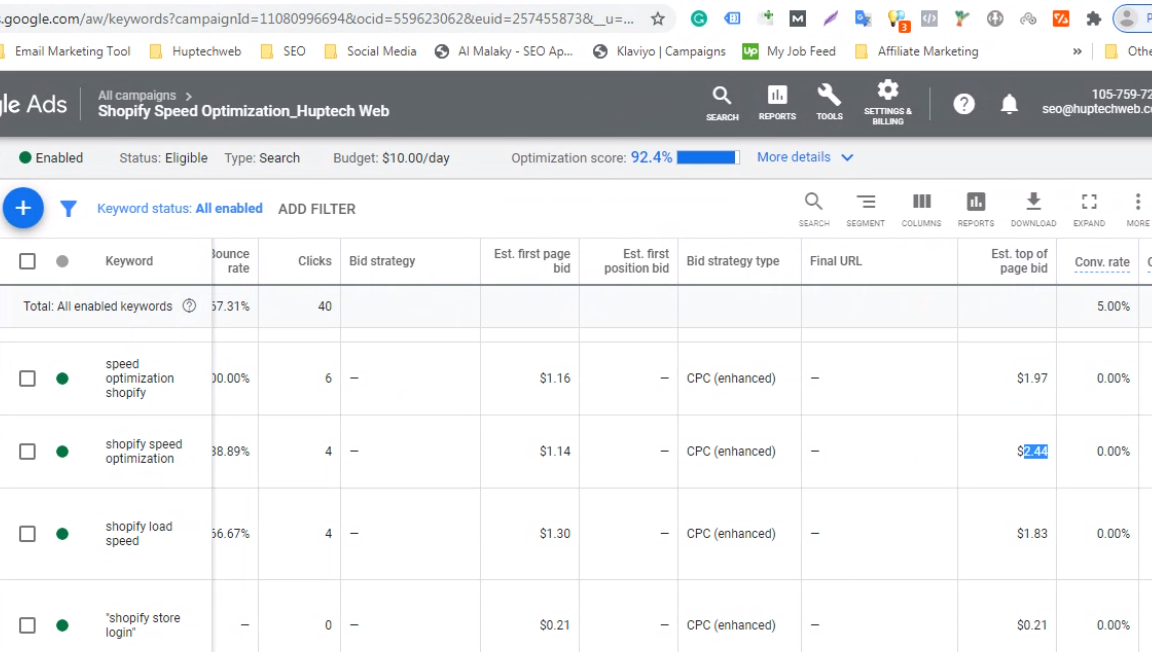 s.google.com/aw/keywords?campaignId=11080996694&ocid=559623062&euid=257455873&__u=...
3
P
Email Marketing Tool Huptechweb SEO Social Media Al Malaky - SEO Ap... Klaviyo | Campaigns up My Job Feed Affiliate Marketing » Othe
gle Ads
All campaigns >
Shopify Speed Optimization_Huptech Web
SEARCH REPORTS TOOLS SETTINGS & BILLING
105-759-72
seo@huptechweb.co
Enabled Status: Eligible Type: Search Budget: $10.00/day Optimization score: 92.4% More details
+ Keyword status: All enabled ADD FILTER
SEARCH SEGMENT COLUMNS REPORTS DOWNLOAD EXPAND MORE
Keyword Bounce rate Clicks Bid strategy Est. first page bid Est. first position bid Bid strategy type Final URL Est. top of page bid Conv. rate
Total: All enabled keywords 57.31% 40 5.00%
speed optimization shopify 00.00% 6 — $1.16 — CPC (enhanced) — $1.97 0.00%
shopify speed optimization 38.89% 4 — $1.14 — CPC (enhanced) — $2.44 0.00%
shopify load speed 66.67% 4 — $1.30 — CPC (enhanced) — $1.83 0.00%
"shopify store login" — 0 — $0.21 — CPC (enhanced) — $0.21 0.00%